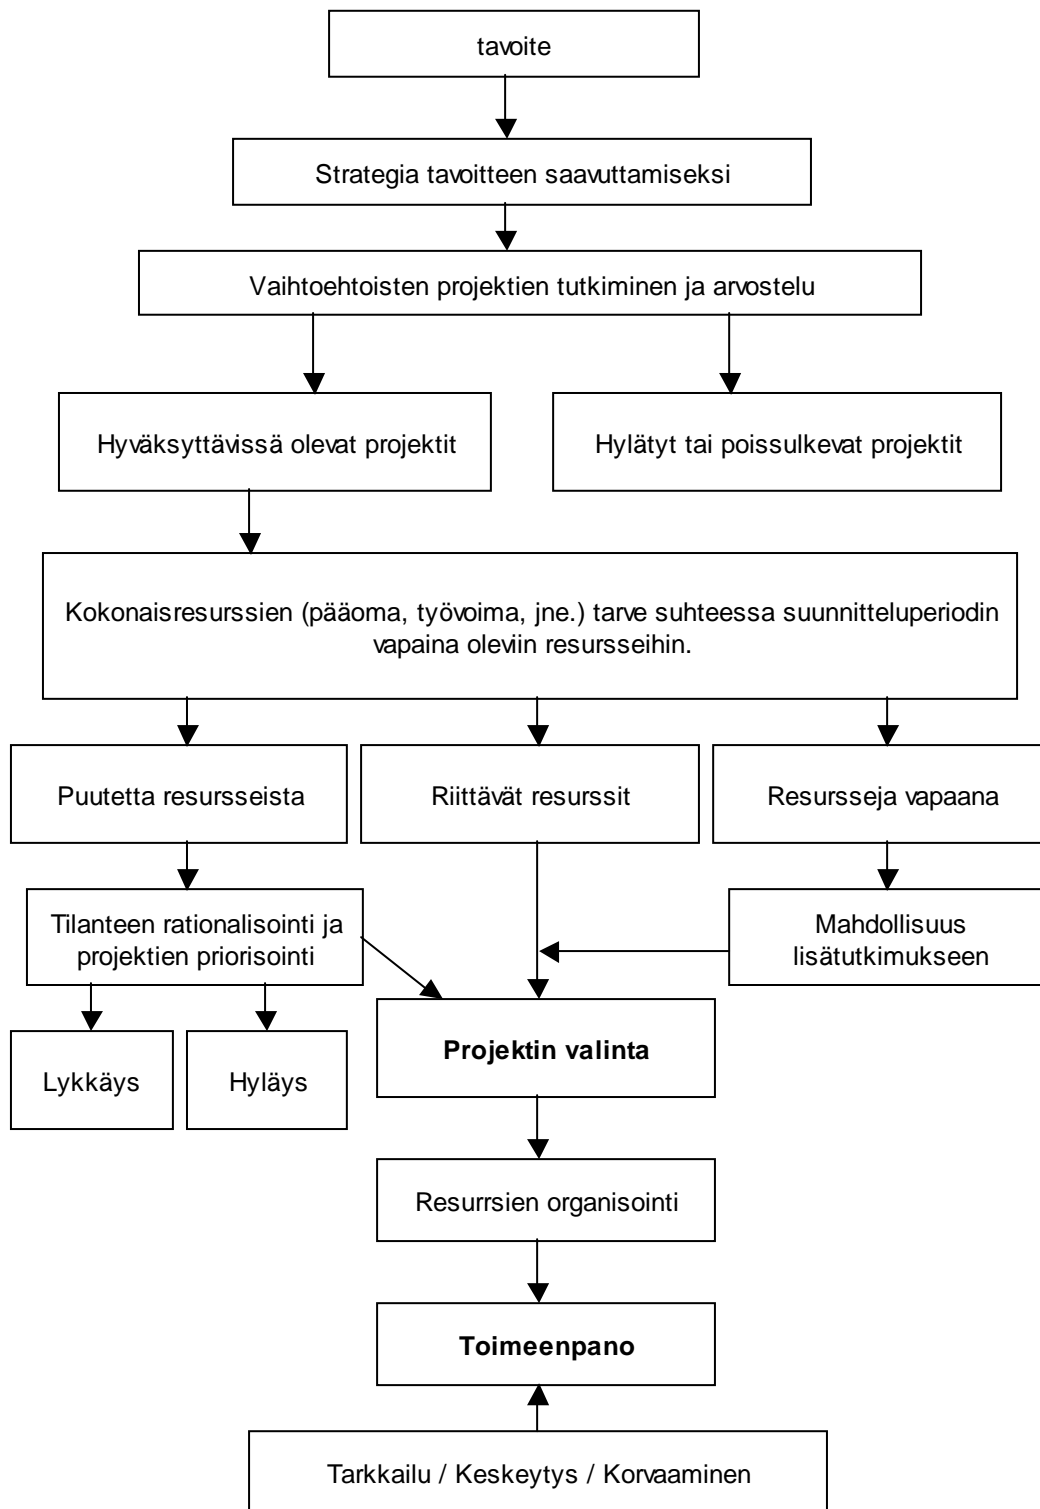 tavoite
Strategia tavoitteen saavuttamiseksi
Vaihtoehtoisten projektien tutkiminen ja arvostelu
Hyväksyttävissä olevat projektit
Hylätyt tai poissulkevat projektit
Kokonaisresurssien (pääoma, työvoima, jne.) tarve suhteessa suunnitteluperiodin
vapaina oleviin resursseihin.
Puutetta resursseista
Riittävät resurssit
Resursseja vapaana
Tilanteen rationalisointi ja
projektien priorisointi
Mahdollisuus
lisätutkimukseen
Projektin valinta
Lykkäys
Hyläys
Resurrsien organisointi
Toimeenpano
Tarkkailu / Keskeytys / Korvaaminen